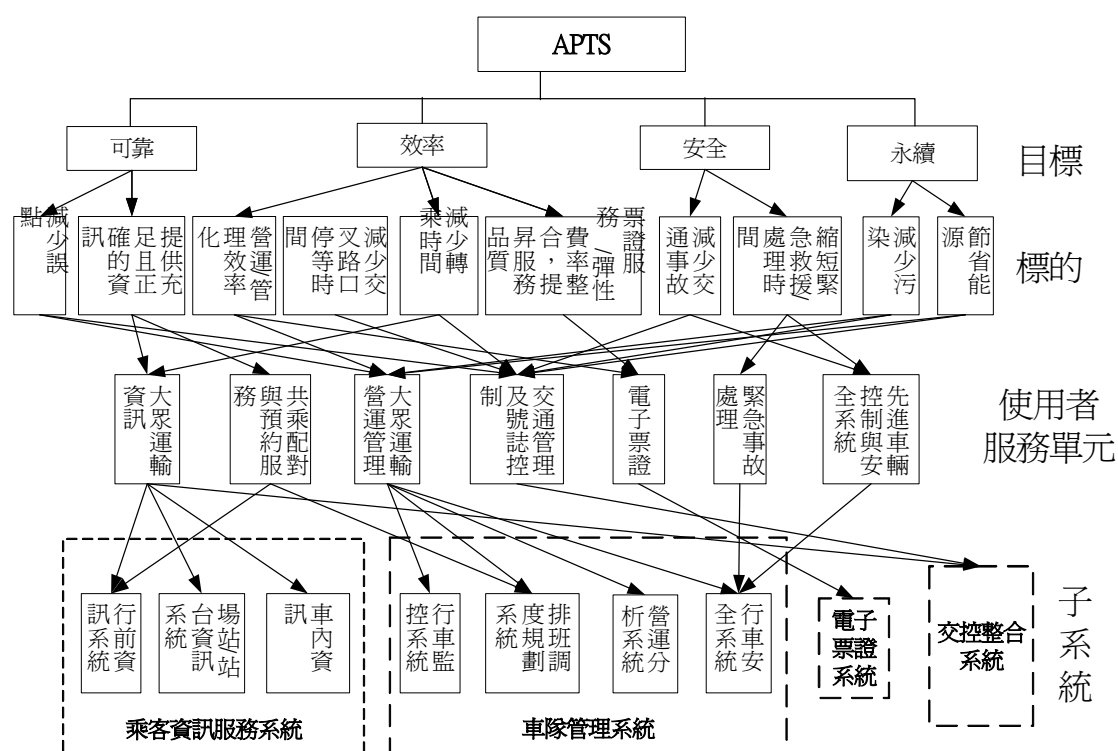 APTS
可靠
效率
安全
永續
目標
減少誤
點
提供充
足且正
確的資
訊
營運/管
理效率
化
減少交
叉路口
停等時
間
減少轉
乘時間
票證服
務/彈性
費率整
合，提
昇服務
品質
減少交
通事故
縮短緊
急救援/
處理時
間
減少污
染
節省能
源
標的
大眾運輸
資訊
共乘配對
與預約服
務
大眾運輸
營運管理
交通管理
及號誌控
制
電子票證
緊急事故
處理
先進車輛
控制與安
全系統
使用者
服務單元
行前資
訊系統
場站站
台資訊
系統
車內資
訊
行車監
控系統
排班調
度規劃
系統
營運分
析系統
行車安
全系統
電子
票證
系統
交控整合
系統
子
系
統
乘客資訊服務系統
車隊管理系統